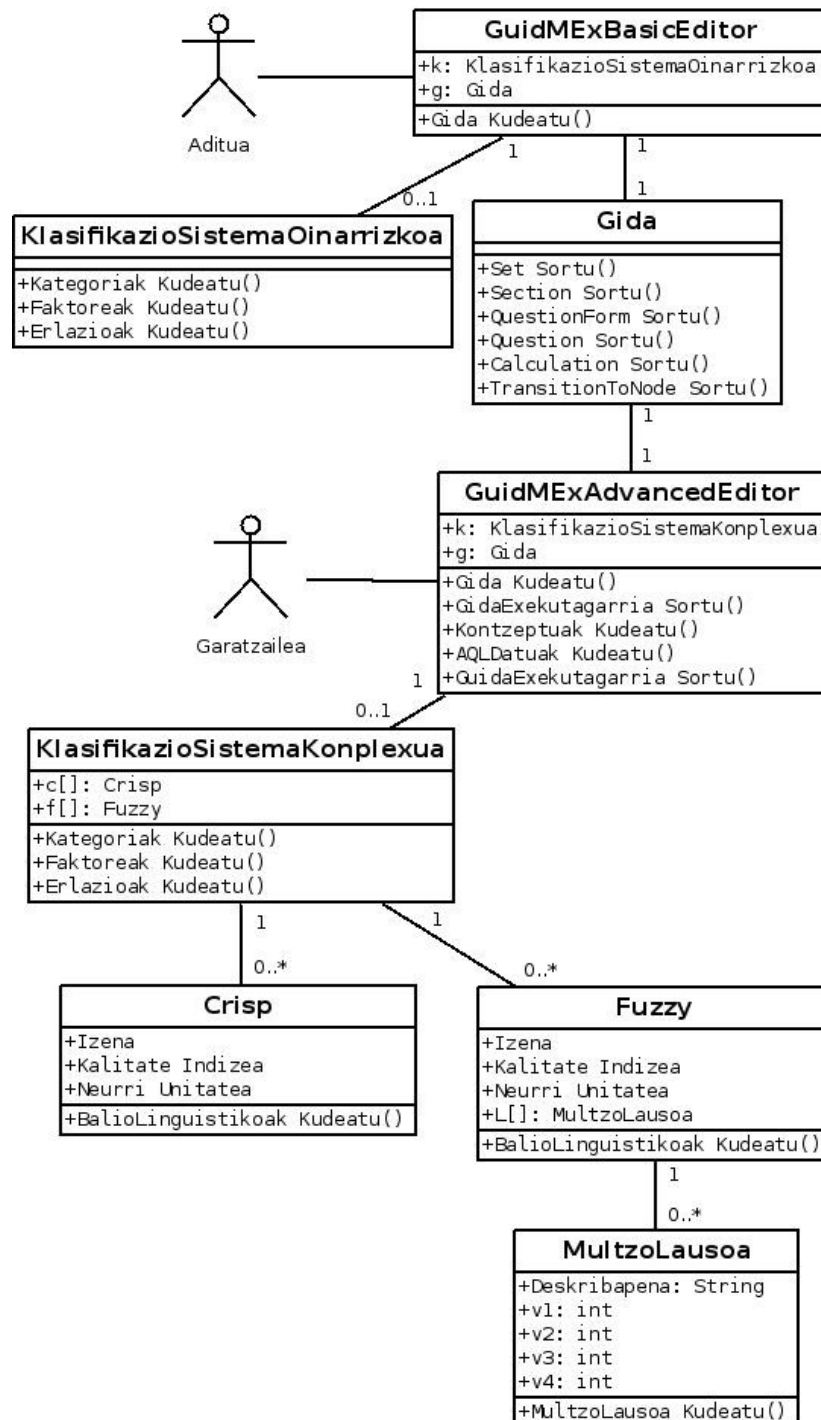 GuidMExBasicEditor
+k: KlasifikazioSistemaOinarrizkoa
+g: Gida
+Gida Kudeatu()
Aditua
1
1
0..1
1
KlasifikazioSistemaOinarrizkoa
+Kategoriak Kudeatu()
+Faktoreak Kudeatu()
+Erlazioak Kudeatu()
Gida
+Set Sortu()
+Section Sortu()
+QuestionForm Sortu()
+Question Sortu()
+Calculation Sortu()
+TransitionToNode Sortu()
1
1
GuidMExAdvancedEditor
+k: KlasifikazioSistemaKonplexua
+g: Gida
+Gida Kudeatu()
+GidaExekutagarria Sortu()
+Kontzeptuak Kudeatu()
+AQLDatuak Kudeatu()
+GuidaExekutagarria Sortu()
Garatzailea
1
0..1
KlasifikazioSistemaKonplexua
+c[]: Crisp
+f[]: Fuzzy
+Kategoriak Kudeatu()
+Faktoreak Kudeatu()
+Erlazioak Kudeatu()
1
1
0..*
0..*
Crisp
+Izena
+Kalitate Indizea
+Neurri Unitatea
+BalioLinguistikoak Kudeatu()
Fuzzy
+Izena
+Kalitate Indizea
+Neurri Unitatea
+L[]: MultzoLausoa
+BalioLinguistikoak Kudeatu()
1
0..*
MultzoLausoa
+Deskribapena: String
+v1: int
+v2: int
+v3: int
+v4: int
+MultzoLausoa Kudeatu()